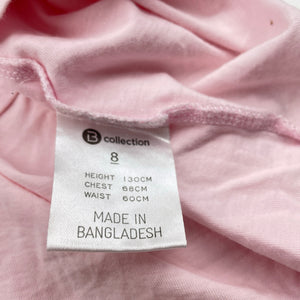 B collection
8
HEIGHT 130CM
CHEST 68CM
WAIST 60CM
MADE IN
BANGLADESH